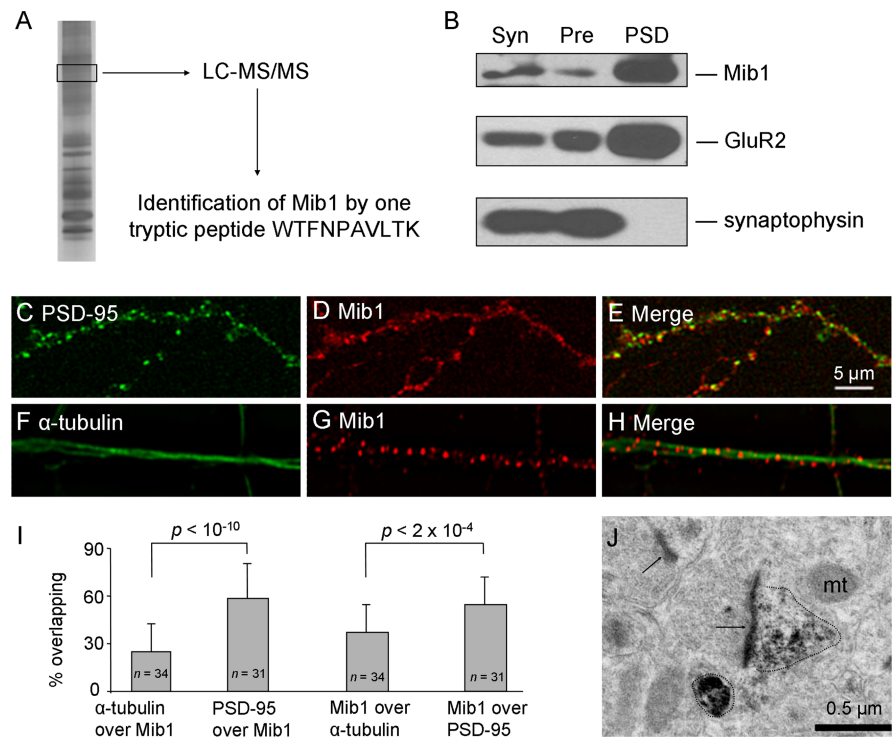 A
LC-MS/MS
Identification of Mib1 by one
tryptic peptide WTFNPAVLTK
B
Syn Pre PSD
Mib1
GluR2
synaptophysin
C PSD-95
D Mib1
E Merge
5 µm
F α-tubulin
G Mib1
H Merge
I
p < 10-10
p < 2 x 10-4
% overlapping
90
60
30
0
n = 34
n = 31
n = 34
n = 31
α-tubulin
over Mib1
PSD-95
over Mib1
Mib1 over
α-tubulin
Mib1 over
PSD-95
J
mt
0.5 µm